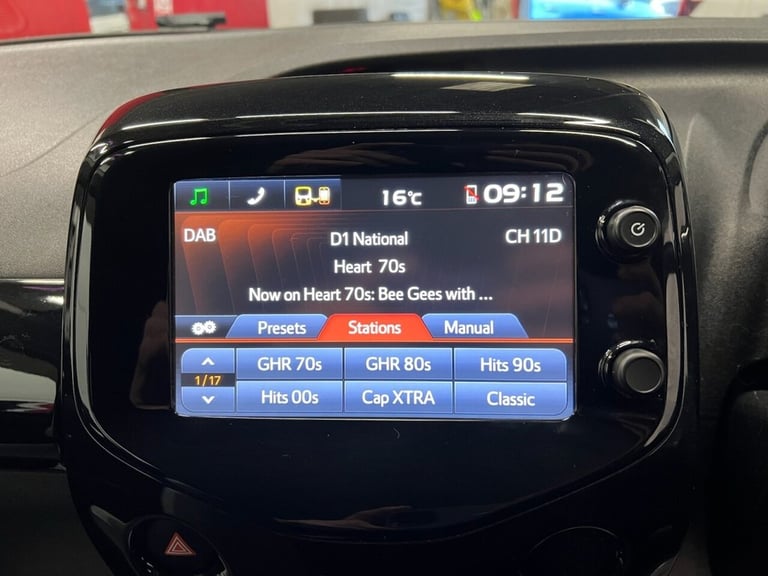 16°C
09:12
DAB
D1 National
CH 11D
Heart 70s
Now on Heart 70s: Bee Gees with ...
Presets
Stations
Manual
GHR 70s
GHR 80s
Hits 90s
1/17
Hits 00s
Cap XTRA
Classic